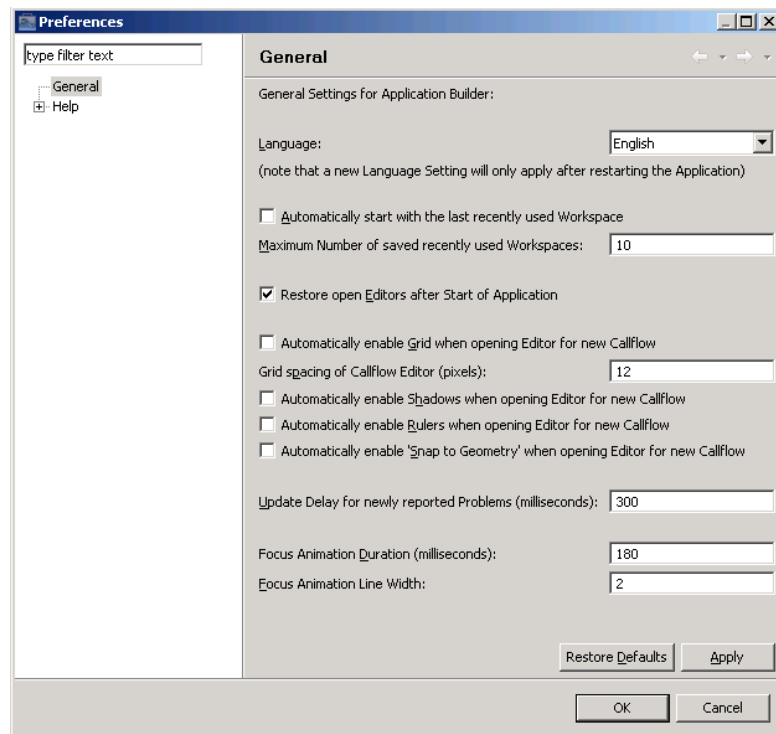 Preferences
type filter text
General
Help
General
General Settings for Application Builder:
Language: English
(note that a new Language Setting will only apply after restarting the Application)
Automatically start with the last recently used Workspace
Maximum Number of saved recently used Workspaces: 10
Restore open Editors after Start of Application
Automatically enable Grid when opening Editor for new Callflow
Grid spacing of Callflow Editor (pixels): 12
Automatically enable Shadows when opening Editor for new Callflow
Automatically enable Rulers when opening Editor for new Callflow
Automatically enable 'Snap to Geometry' when opening Editor for new Callflow
Update Delay for newly reported Problems (milliseconds): 300
Focus Animation Duration (milliseconds): 180
Focus Animation Line Width: 2
Restore Defaults Apply
OK Cancel